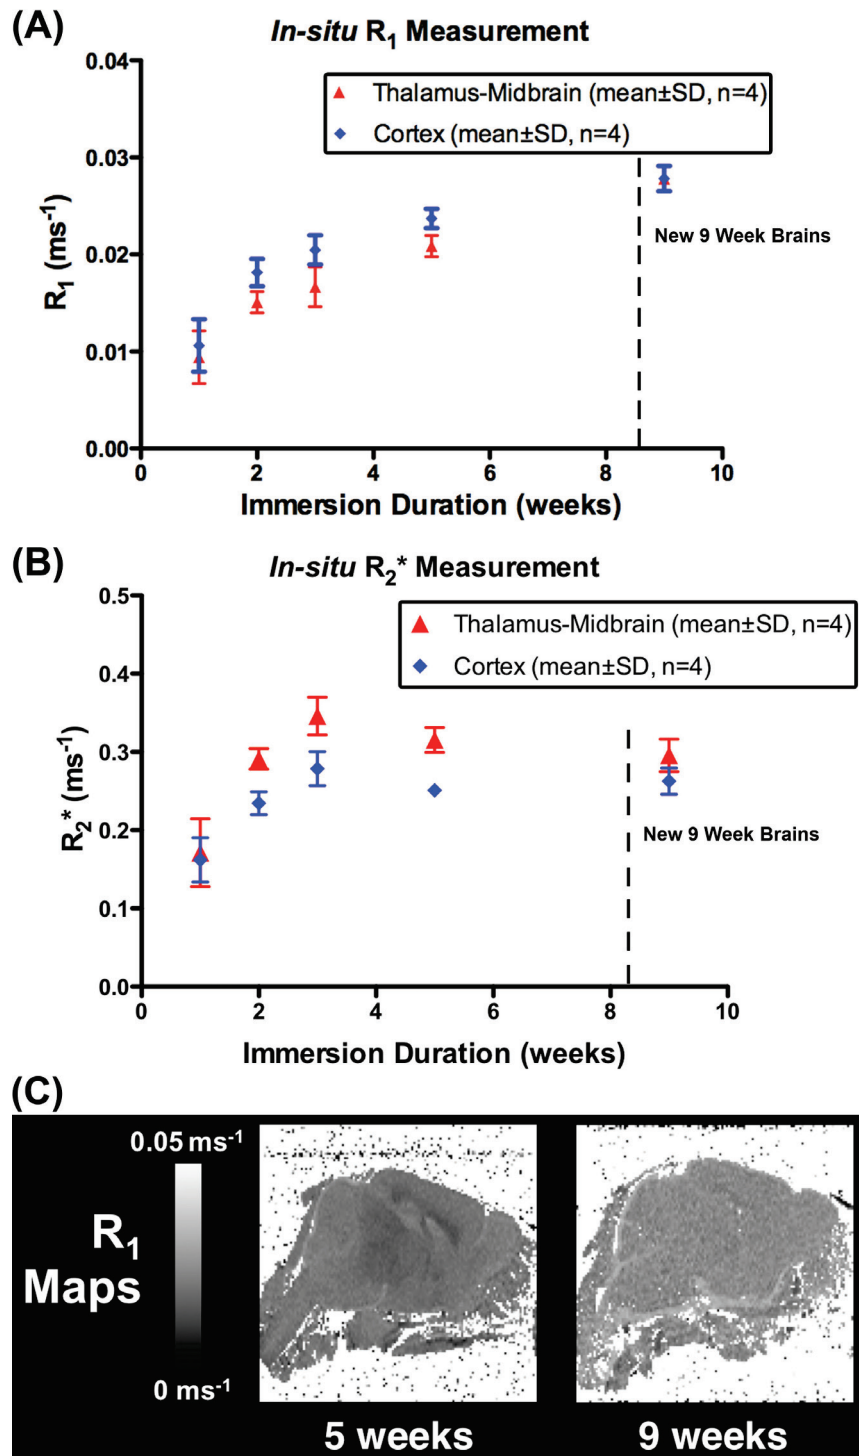 (A)
In-situ R1 Measurement
Thalamus-Midbrain (mean±SD, n=4)
Cortex (mean±SD, n=4)
New 9 Week Brains
R1 (ms-1)
0.04
0.03
0.02
0.01
0.00
0 2 4 6 8 10
Immersion Duration (weeks)
(B)
In-situ R2* Measurement
Thalamus-Midbrain (mean±SD, n=4)
Cortex (mean±SD, n=4)
New 9 Week Brains
R2* (ms-1)
0.5
0.4
0.3
0.2
0.1
0.0
0 2 4 6 8 10
Immersion Duration (weeks)
(C)
0.05 ms-1
R1
Maps
0 ms-1
5 weeks 9 weeks